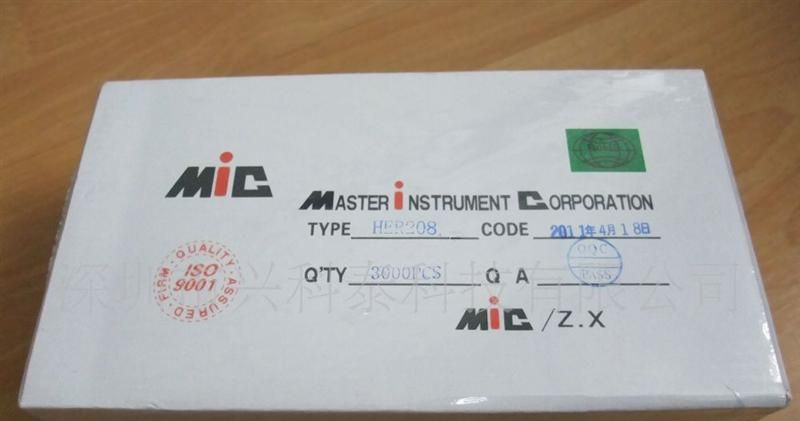 MiC
MASTER iNSTRUMENT CORPORATION
TYPE HER208 CODE 2011年4月18日
FIRM QUALITY ASSURED
ISO
9001
Q'TY 3000PCS Q A
QQC
PASS
MiC /Z.X
深圳市兴科泰科技有限公司